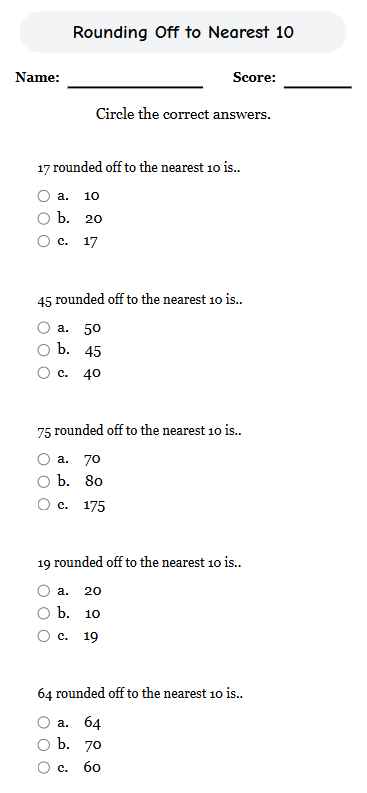 Rounding Off to Nearest 10
Name: Score:
Circle the correct answers.
17 rounded off to the nearest 10 is..
a. 10
b. 20
c. 17
45 rounded off to the nearest 10 is..
a. 50
b. 45
c. 40
75 rounded off to the nearest 10 is..
a. 70
b. 80
c. 175
19 rounded off to the nearest 10 is..
a. 20
b. 10
c. 19
64 rounded off to the nearest 10 is..
a. 64
b. 70
c. 60